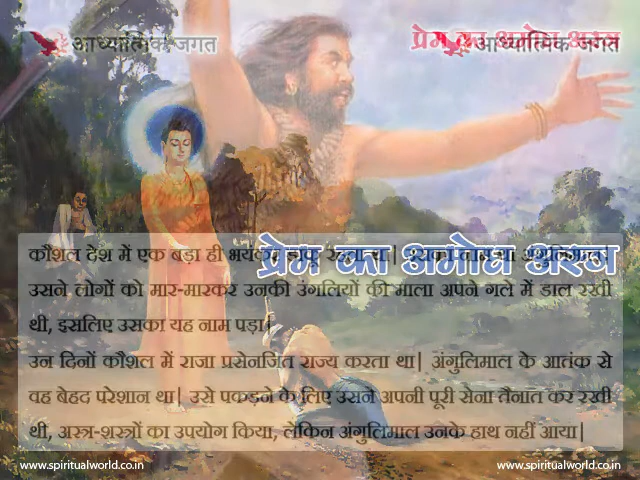 आध्यात्मिक जगत
प्रेम का अमोघ अस्त्र
आध्यात्मिक जगत
कौशल देश में एक बड़ा ही भयंकर डाकू रहता था|
प्रेम का अमोघ अस्त्र
उसने लोगों को मार-मारकर उनकी उंगलियों की माला अपने गले में डाल रखी
थी, इसलिए उसका यह नाम पड़ा|
उन दिनों कौशल में राजा प्रसेनजित राज्य करता था| अंगुलिमाल के आतंक से
वह बेहद परेशान था| उसे पकड़ने के लिए उसने अपनी पूरी सेना तैनात कर रखी
थी, अस्त्र-शस्त्रों का उपयोग किया, लेकिन अंगुलिमाल उनके हाथ नहीं आया|
www.spiritualworld.co.in
www.spiritualworld.co.in